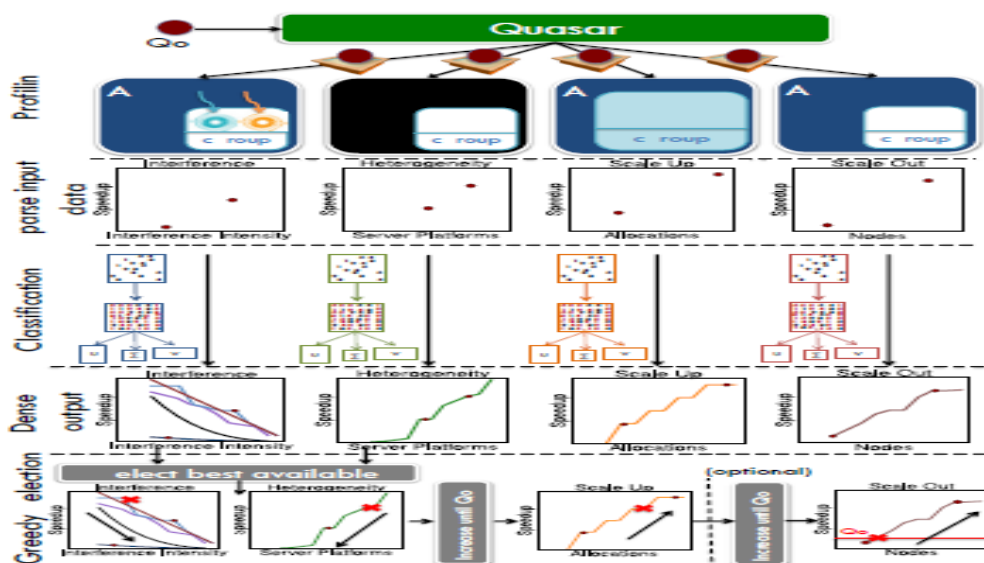 Quasar
Qo
Profilin
A
A
A
c roup
c roup
c roup
c roup
Interference
Heterogeneity
Scale Up
Scale Out
parse input
data
Speedup
Speedup
Speedup
Speedup
Interference Intensity
Server Platforms
Allocations
Nodes
Classification
U
Σ
V
U
Σ
V
U
Σ
V
U
Σ
V
Interference
Heterogeneity
Scale Up
Scale Out
Dense
output
Speedup
Speedup
Speedup
Speedup
Interference Intensity
Server Platforms
Allocations
Nodes
elect best available
(optional)
Greedy election
Interference
Heterogeneity
Scale Up
Scale Out
Speedup
Speedup
Speedup
Speedup
Increase until Qo
Increase until Qo
Qo
Interference Intensity
Server Platforms
Allocations
Nodes